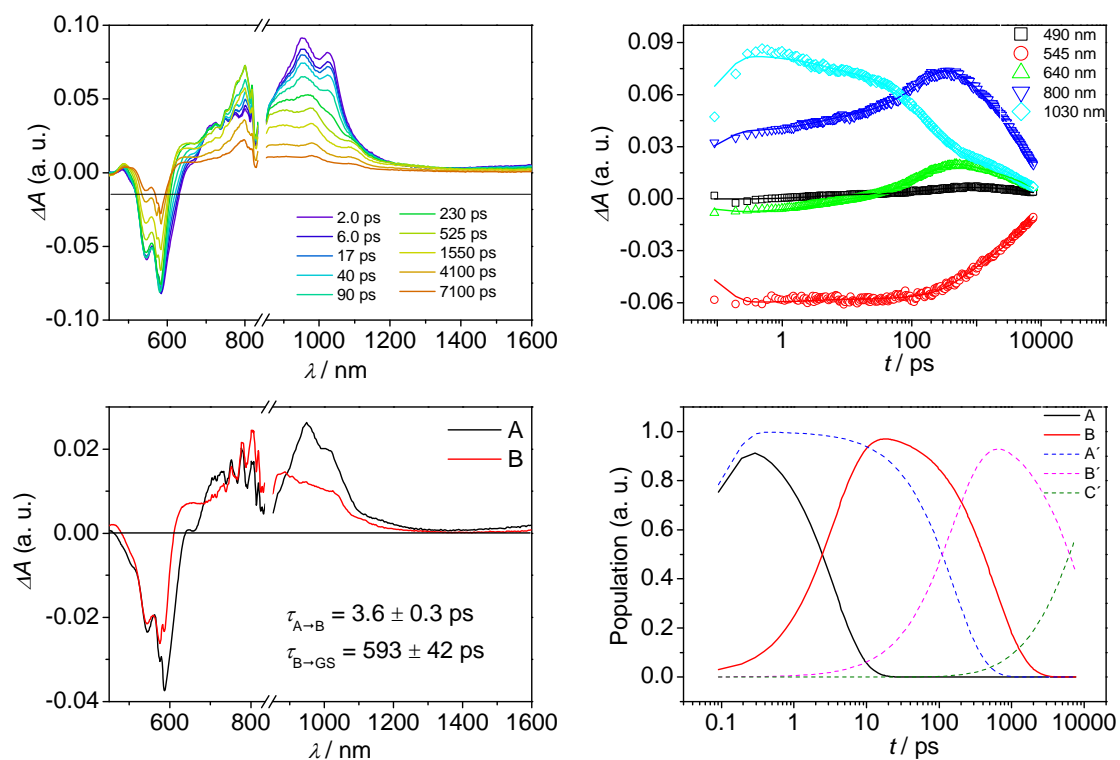 0.10
0.05
0.00
-0.05
-0.10
ΔA (a. u.)
2.0 ps
6.0 ps
17 ps
40 ps
90 ps
230 ps
525 ps
1550 ps
4100 ps
7100 ps
600 800 1000 1200 1400 1600
λ / nm
0.09
0.06
0.03
0.00
-0.03
-0.06
ΔA (a. u.)
490 nm
545 nm
640 nm
800 nm
1030 nm
1 100 10000
t / ps
0.02
0.00
-0.02
-0.04
ΔA (a. u.)
A
B
τA→B = 3.6 ± 0.3 ps
τB→GS = 593 ± 42 ps
600 800 1000 1200 1400 1600
λ / nm
1.0
0.8
0.6
0.4
0.2
0.0
Population (a. u.)
A
B
A´
B´
C´
0.1 1 10 100 1000 10000
t / ps